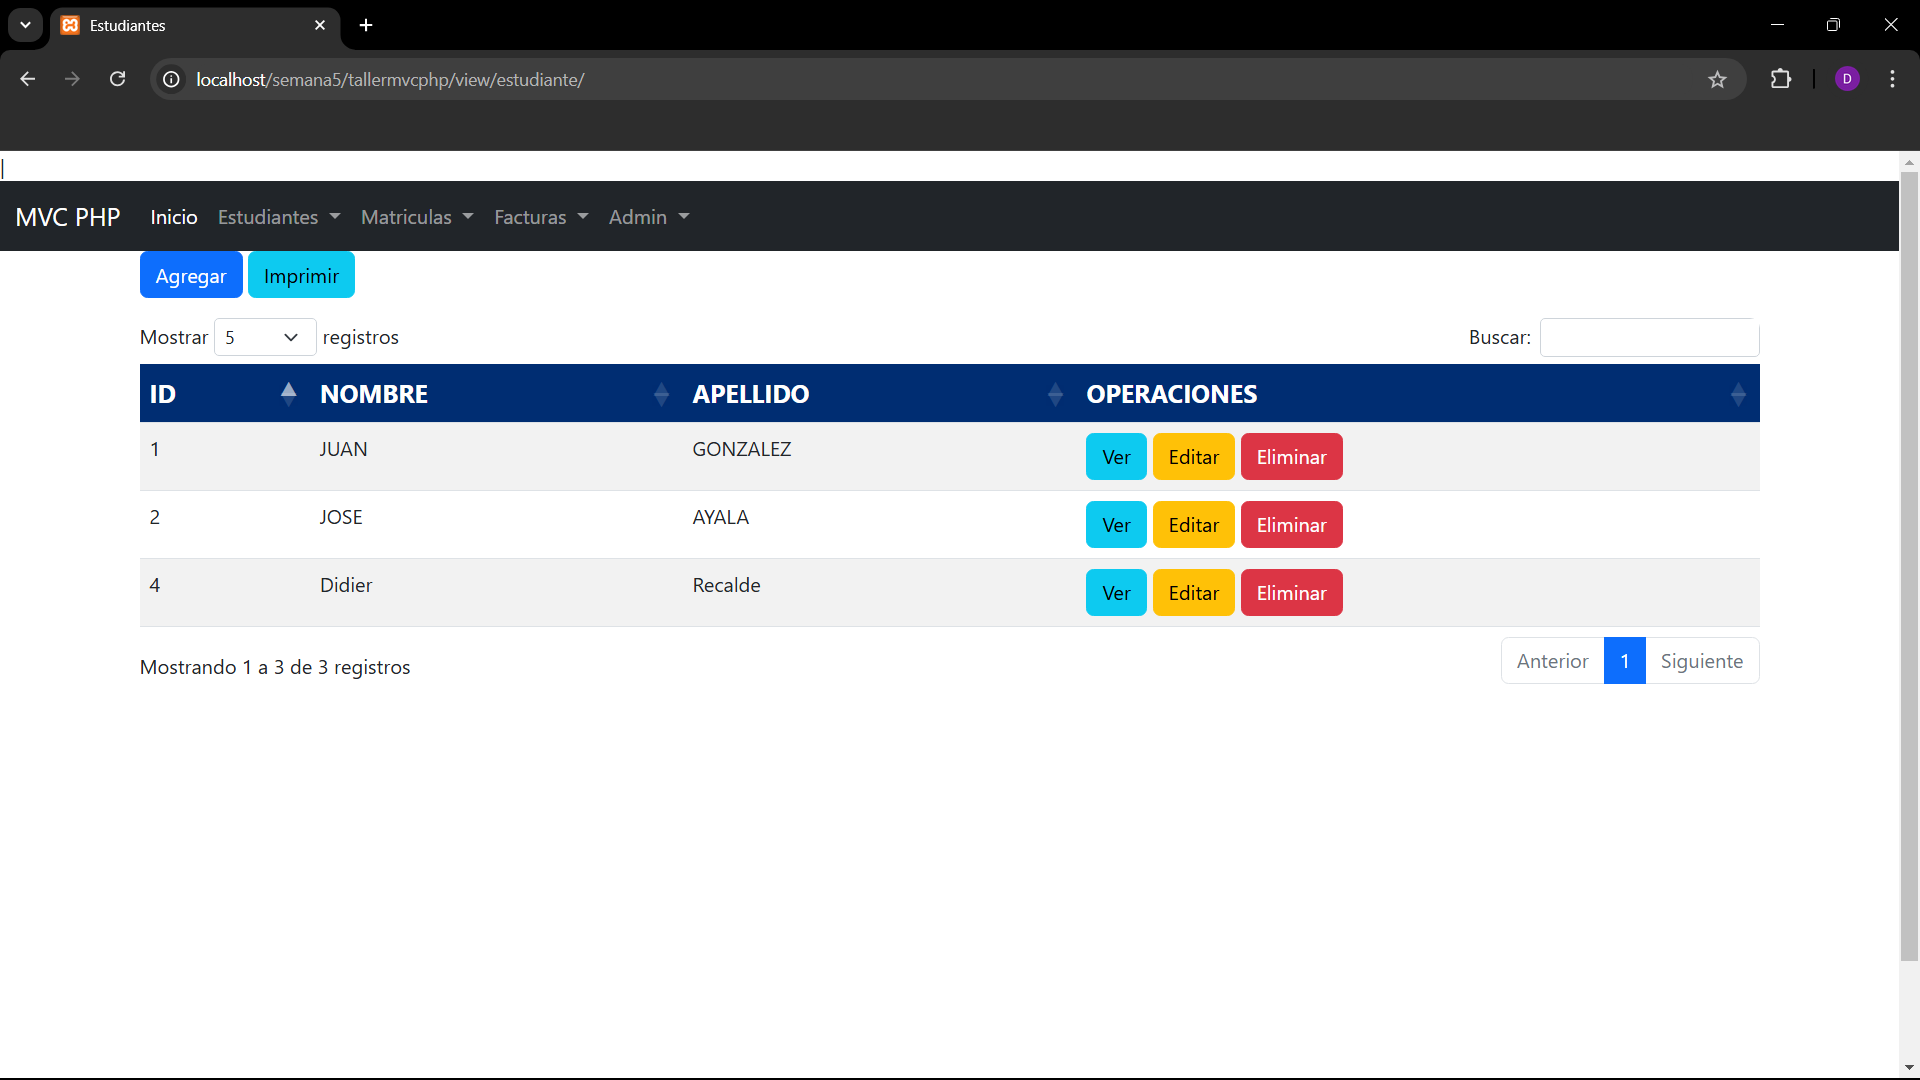 Estudiantes
localhost/semana5/tallermvcphp/view/estudiante/
D
MVC PHP Inicio Estudiantes Matriculas Facturas Admin
Agregar Imprimir
Mostrar 5 registros Buscar:
ID NOMBRE APELLIDO OPERACIONES
1 JUAN GONZALEZ Ver Editar Eliminar
2 JOSE AYALA Ver Editar Eliminar
4 Didier Recalde Ver Editar Eliminar
Mostrando 1 a 3 de 3 registros Anterior 1 Siguiente